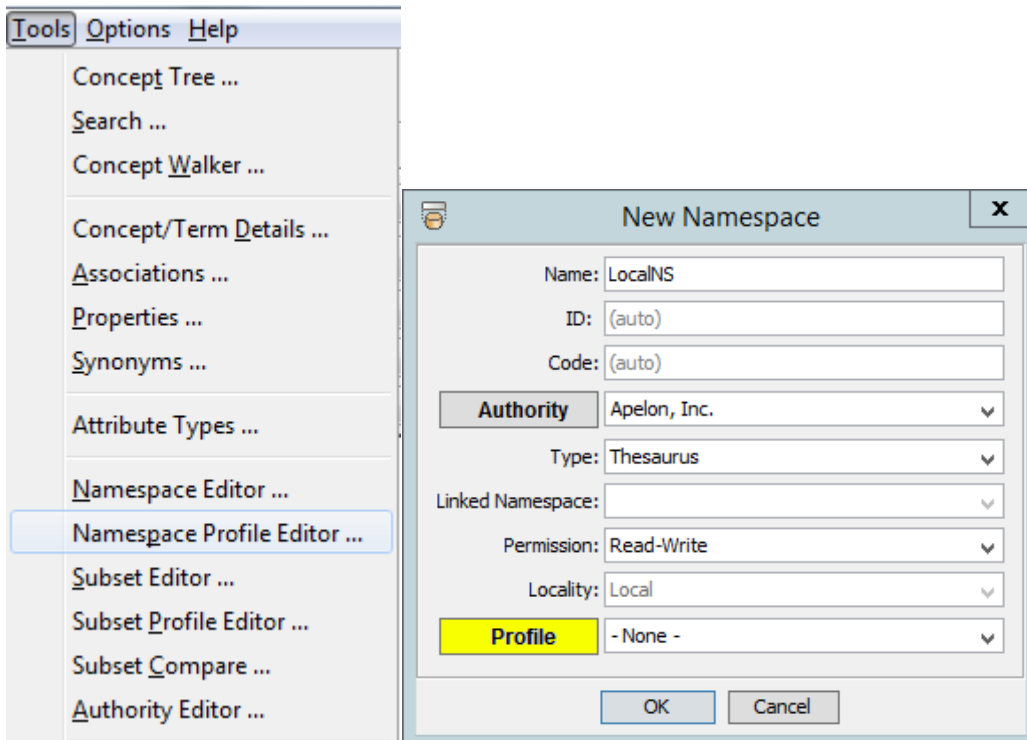 Tools Options Help
Concept Tree ...
Search ...
Concept Walker ...
Concept/Term Details ...
Associations ...
Properties ...
Synonyms ...
Attribute Types ...
Namespace Editor ...
Namespace Profile Editor ...
Subset Editor ...
Subset Profile Editor ...
Subset Compare ...
Authority Editor ...
New Namespace
x
Name: LocalNS
ID: (auto)
Code: (auto)
Authority Apelon, Inc.
Type: Thesaurus
Linked Namespace:
Permission: Read-Write
Locality: Local
Profile - None -
OK Cancel